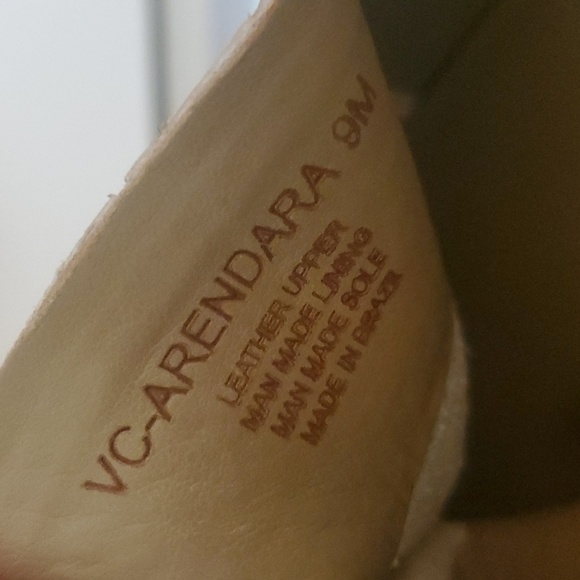 VC-ARENDARA 9M
LEATHER UPPER
MAN MADE LINING
MAN MADE SOLE
MADE IN BRAZIL